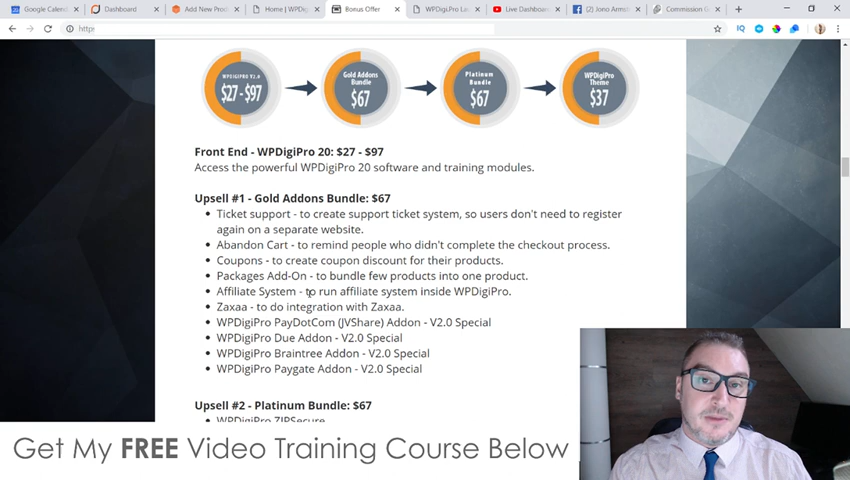 Google Calend
Dashboard
Add New Prod
Home | WPDig
Bonus Offer
WPDigiPro La
Live Dashboar
(2) Jono Armst
Commission G
WPDIGIPRO V2.0
$27 - $97
Gold Addons
Bundle
$67
Platinum
Bundle
$67
WPDigiPro
Theme
$37
Front End - WPDigiPro 20: $27 - $97
Access the powerful WPDigiPro 20 software and training modules.
Upsell #1 - Gold Addons Bundle: $67
Ticket support - to create support ticket system, so users don't need to register
again on a separate website.
Abandon Cart - to remind people who didn't complete the checkout process.
Coupons - to create coupon discount for their products.
Packages Add-On - to bundle few products into one product.
Affiliate System - to run affiliate system inside WPDigiPro.
Zaxaa - to do integration with Zaxaa.
WPDigiPro PayDotCom (JVShare) Addon - V2.0 Special
WPDigiPro Due Addon - V2.0 Special
WPDigiPro Braintree Addon - V2.0 Special
WPDigiPro Paygate Addon - V2.0 Special
Upsell #2 - Platinum Bundle: $67
WPDigiPro ZIPSecure
Get My FREE Video Training Course Below